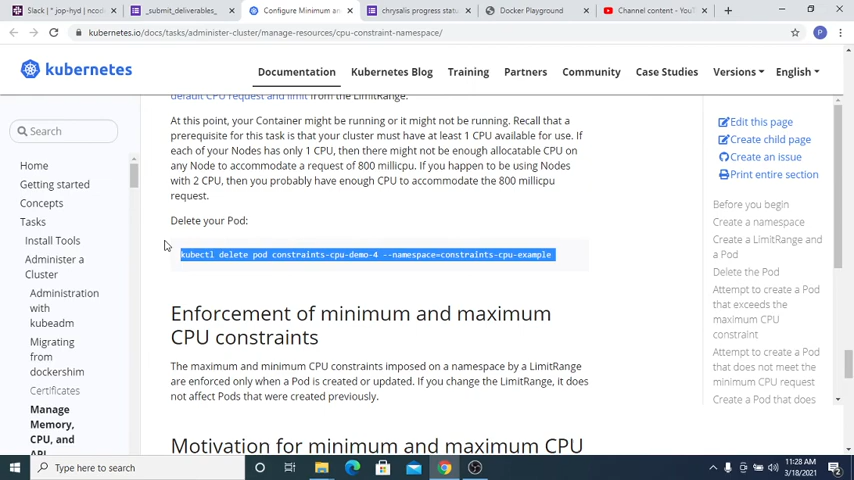 Slack | * jop-hyd | ncod
_submit_deliverables_
Configure Minimum an
chrysalis progress statu
Docker Playground
Channel content - YouT
kubernetes.io/docs/tasks/administer-cluster/manage-resources/cpu-constraint-namespace/
P
kubernetes
Documentation
Kubernetes Blog
Training
Partners
Community
Case Studies
Versions
English
Search
Home
Getting started
Concepts
Tasks
Install Tools
Administer a
Cluster
Administration
with
kubeadm
Migrating
from
dockershim
Certificates
Manage
Memory,
CPU, and
API
default CPU request and limit from the LimitRange.
At this point, your Container might be running or it might not be running. Recall that a
prerequisite for this task is that your cluster must have at least 1 CPU available for use. If
each of your Nodes has only 1 CPU, then there might not be enough allocatable CPU on
any Node to accommodate a request of 800 millicpu. If you happen to be using Nodes
with 2 CPU, then you probably have enough CPU to accommodate the 800 millicpu
request.
Delete your Pod:
kubectl delete pod constraints-cpu-demo-4 --namespace=constraints-cpu-example
Enforcement of minimum and maximum
CPU constraints
The maximum and minimum CPU constraints imposed on a namespace by a LimitRange
are enforced only when a Pod is created or updated. If you change the LimitRange, it does
not affect Pods that were created previously.
Motivation for minimum and maximum CPU
Edit this page
Create child page
Create an issue
Print entire section
Before you begin
Create a namespace
Create a LimitRange and
a Pod
Delete the Pod
Attempt to create a Pod
that exceeds the
maximum CPU
constraint
Attempt to create a Pod
that does not meet the
minimum CPU request
Create a Pod that does
Type here to search
11:28 AM
3/18/2021
2